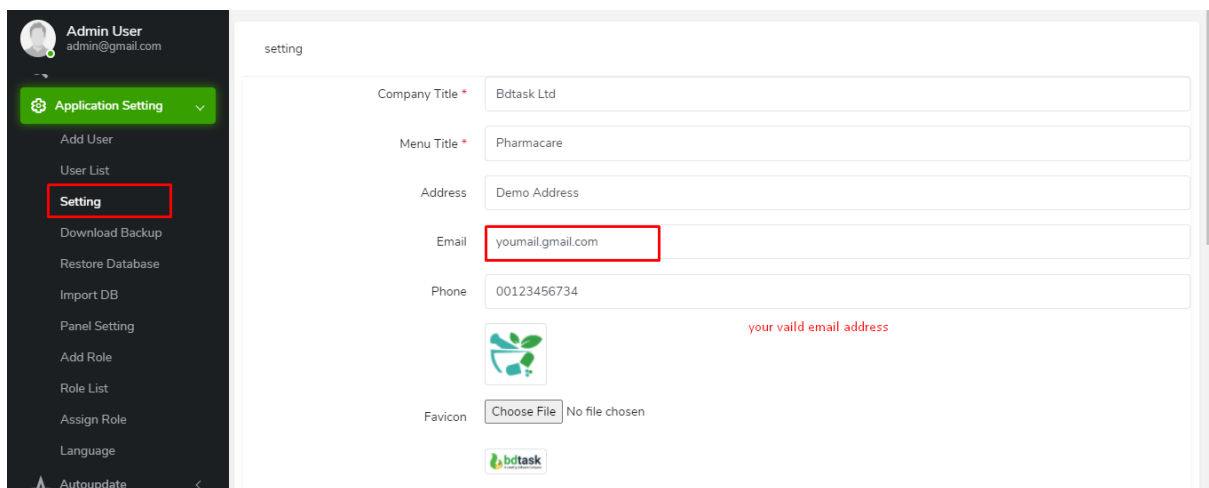 Admin User
admin@gmail.com
Application Setting
Add User
User List
Setting
Download Backup
Restore Database
Import DB
Panel Setting
Add Role
Role List
Assign Role
Language
Autoupdate
setting
Company Title * Bdtask Ltd
Menu Title * Pharmacare
Address Demo Address
Email youmail.gmail.com
Phone 00123456734
your vaild email address
Favicon Choose File No file chosen
bdtask